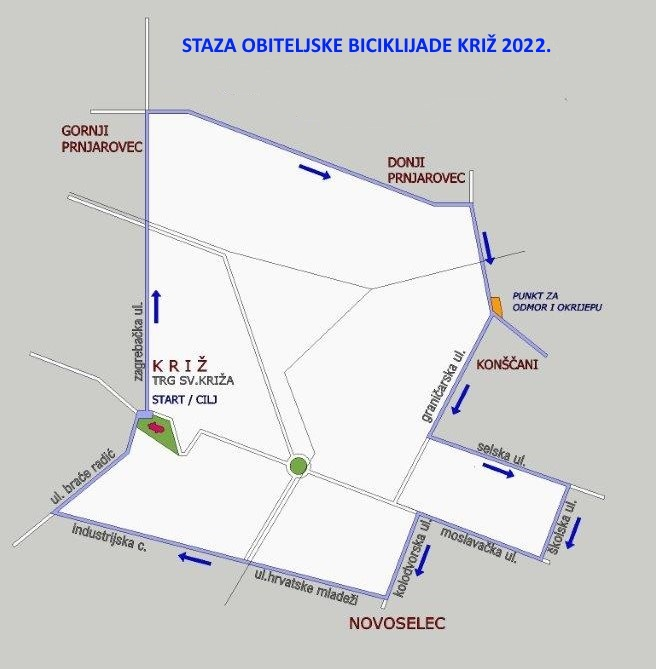 STAZA OBITELJSKE BICIKLIJADE KRIŽ 2022.
GORNJI
PRNJAROVEC
DONJI
PRNJAROVEC
PUNKT ZA
ODMOR I OKRIJEPU
zagrebačka ul.
KRIŽ
TRG SV.KRIŽA
START / CILJ
KONŠČANI
graničarska ul.
selska ul.
školska ul.
moslavačka ul.
kolodvorska ul.
ul. braće radić
industrijska c.
ul.hrvatske mladeži
NOVOSELEC